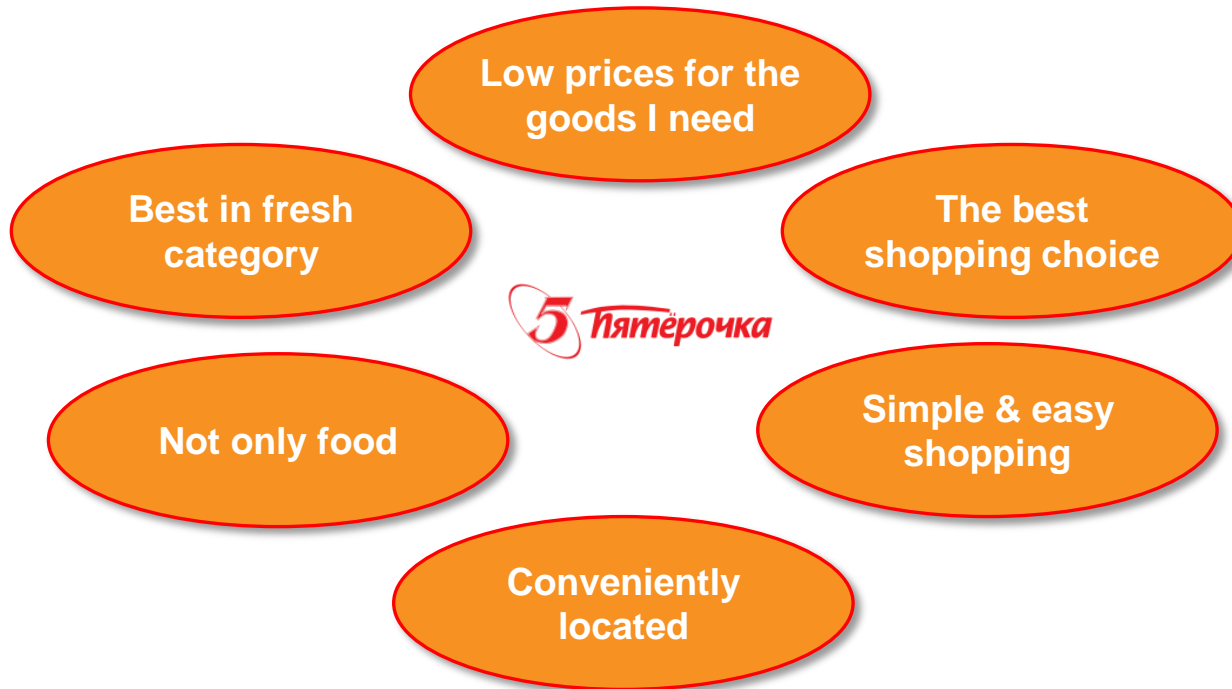 Low prices for the
goods I need
Best in fresh
category
The best
shopping choice
5 Пятёрочка
Not only food
Simple & easy
shopping
Conveniently
located